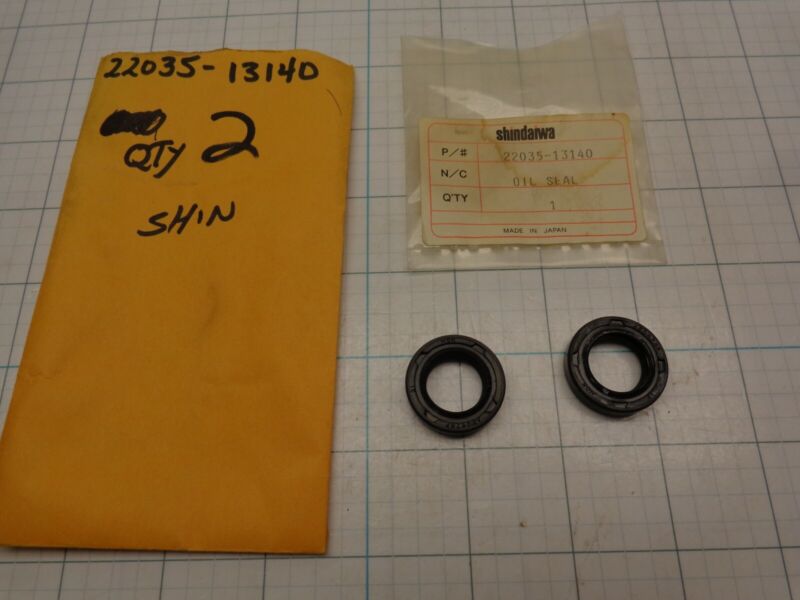 22035-13140
QTY 2
SHIN
shindaiwa
P/# 22035-13140
N/C OIL SEAL
Q'TY 1
MADE IN JAPAN